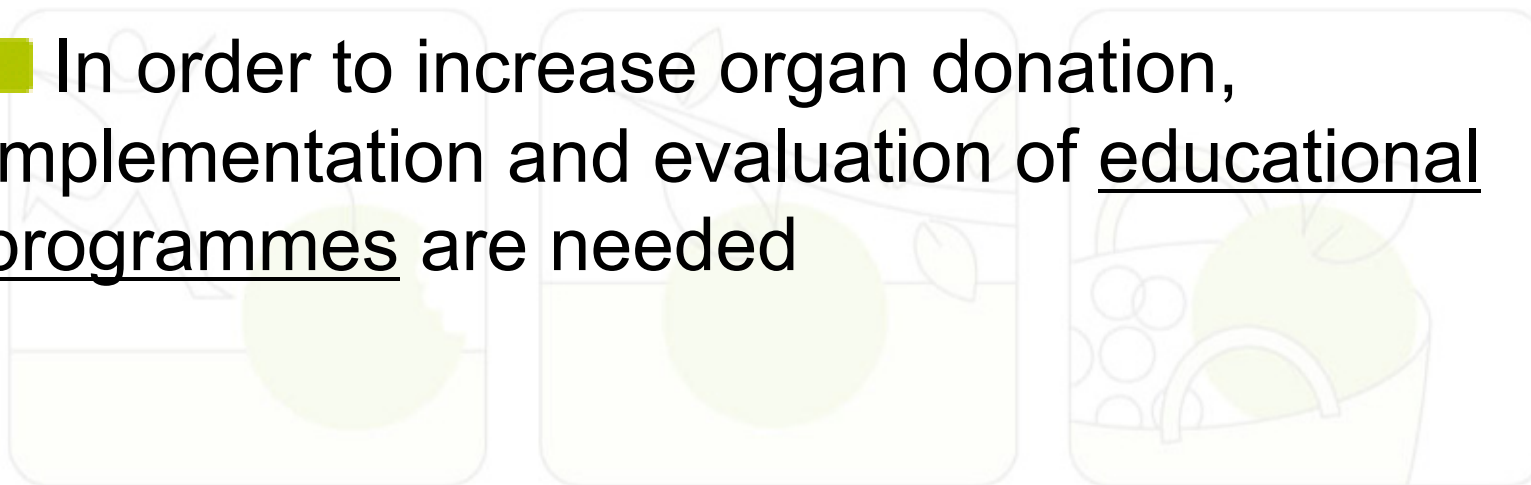 In order to increase organ donation,
mplementation and evaluation of educational
programmes are needed